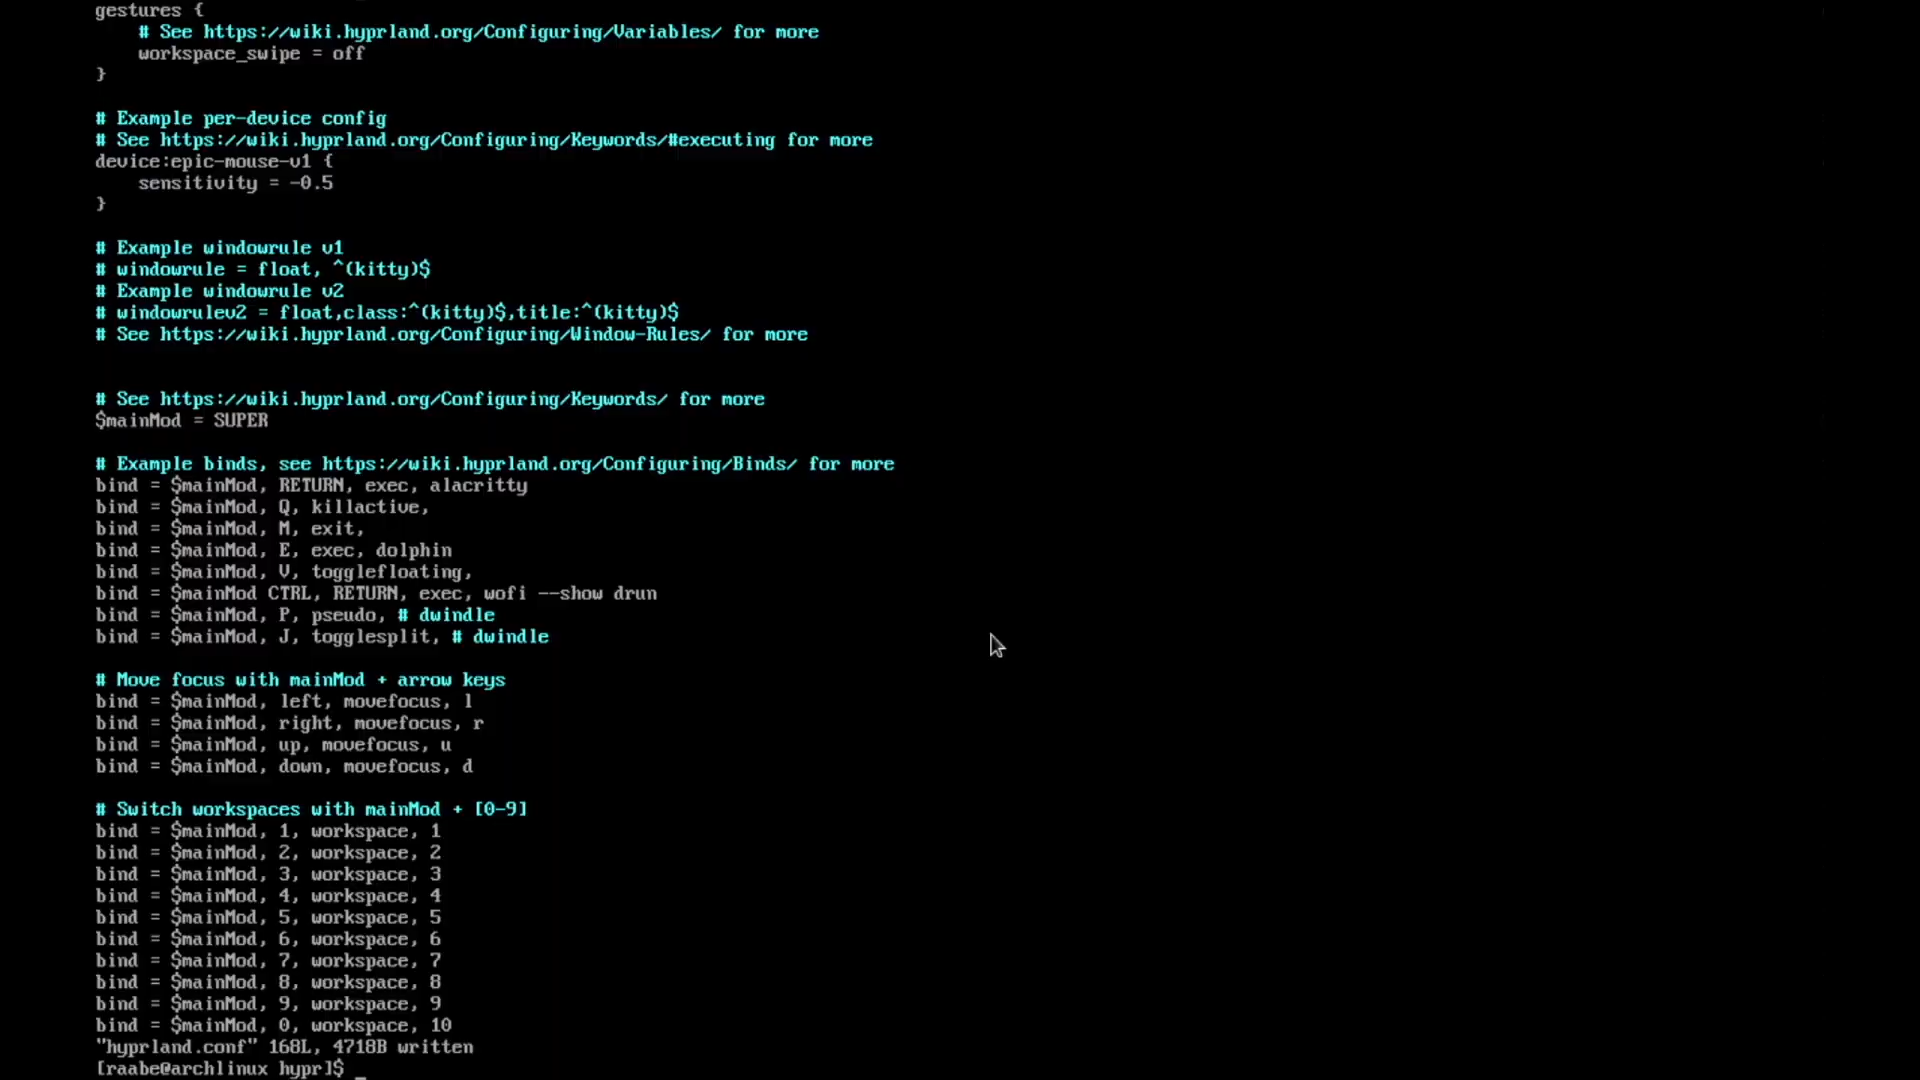 gestures {
    # See https://wiki.hyprland.org/Configuring/Variables/ for more
    workspace_swipe = off
}

# Example per-device config
# See https://wiki.hyprland.org/Configuring/Keywords/#executing for more
device:epic-mouse-v1 {
    sensitivity = -0.5
}

# Example windowrule v1
# windowrule = float, ^(kitty)$
# Example windowrule v2
# windowrulev2 = float,class:^(kitty)$,title:^(kitty)$
# See https://wiki.hyprland.org/Configuring/Window-Rules/ for more


# See https://wiki.hyprland.org/Configuring/Keywords/ for more
$mainMod = SUPER

# Example binds, see https://wiki.hyprland.org/Configuring/Binds/ for more
bind = $mainMod, RETURN, exec, alacritty
bind = $mainMod, Q, killactive,
bind = $mainMod, M, exit,
bind = $mainMod, E, exec, dolphin
bind = $mainMod, V, togglefloating,
bind = $mainMod CTRL, RETURN, exec, wofi --show drun
bind = $mainMod, P, pseudo, # dwindle
bind = $mainMod, J, togglesplit, # dwindle

# Move focus with mainMod + arrow keys
bind = $mainMod, left, movefocus, l
bind = $mainMod, right, movefocus, r
bind = $mainMod, up, movefocus, u
bind = $mainMod, down, movefocus, d

# Switch workspaces with mainMod + [0-9]
bind = $mainMod, 1, workspace, 1
bind = $mainMod, 2, workspace, 2
bind = $mainMod, 3, workspace, 3
bind = $mainMod, 4, workspace, 4
bind = $mainMod, 5, workspace, 5
bind = $mainMod, 6, workspace, 6
bind = $mainMod, 7, workspace, 7
bind = $mainMod, 8, workspace, 8
bind = $mainMod, 9, workspace, 9
bind = $mainMod, 0, workspace, 10
"hyprland.conf" 168L, 4718B written
[raabe@archlinux hypr]$ _